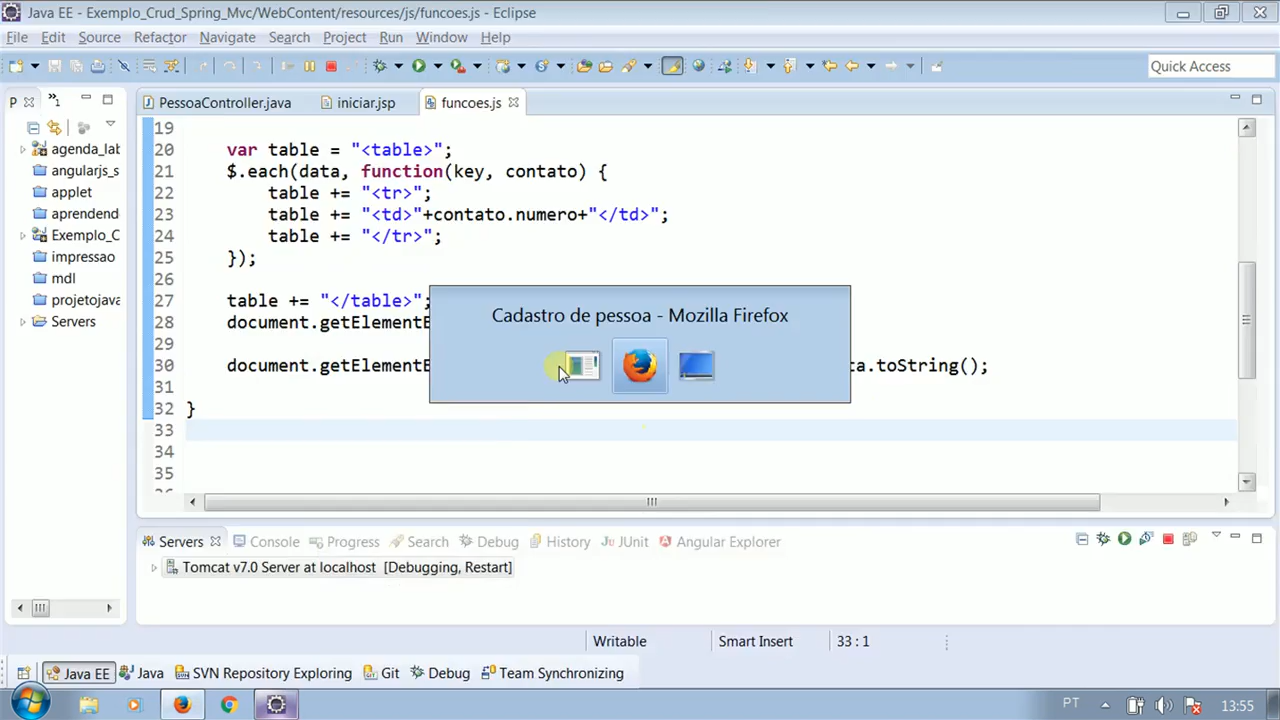 Java EE - Exemplo_Crud_Spring_Mvc/WebContent/resources/js/funcoes.js - Eclipse
File Edit Source Refactor Navigate Search Project Run Window Help
Quick Access
P 1 PessoaController.java iniciar.jsp funcoes.js
agenda_lab
angularjs_s
applet
aprendend
Exemplo_C
impressao
mdl
projetojava
Servers
19
20 var table = "<table>";
21 $.each(data, function(key, contato) {
22 table += "<tr>";
23 table += "<td>"+contato.numero+"</td>";
24 table += "</tr>";
25 });
26
27 table += "</table>";
28 document.getElementE
29
30 document.getElementE ta.toString();
31
32 }
33
34
35
Cadastro de pessoa - Mozilla Firefox
Servers Console Progress Search Debug History JUnit Angular Explorer
Tomcat v7.0 Server at localhost [Debugging, Restart]
Writable Smart Insert 33 : 1
Java EE Java SVN Repository Exploring Git Debug Team Synchronizing
PT 13:55